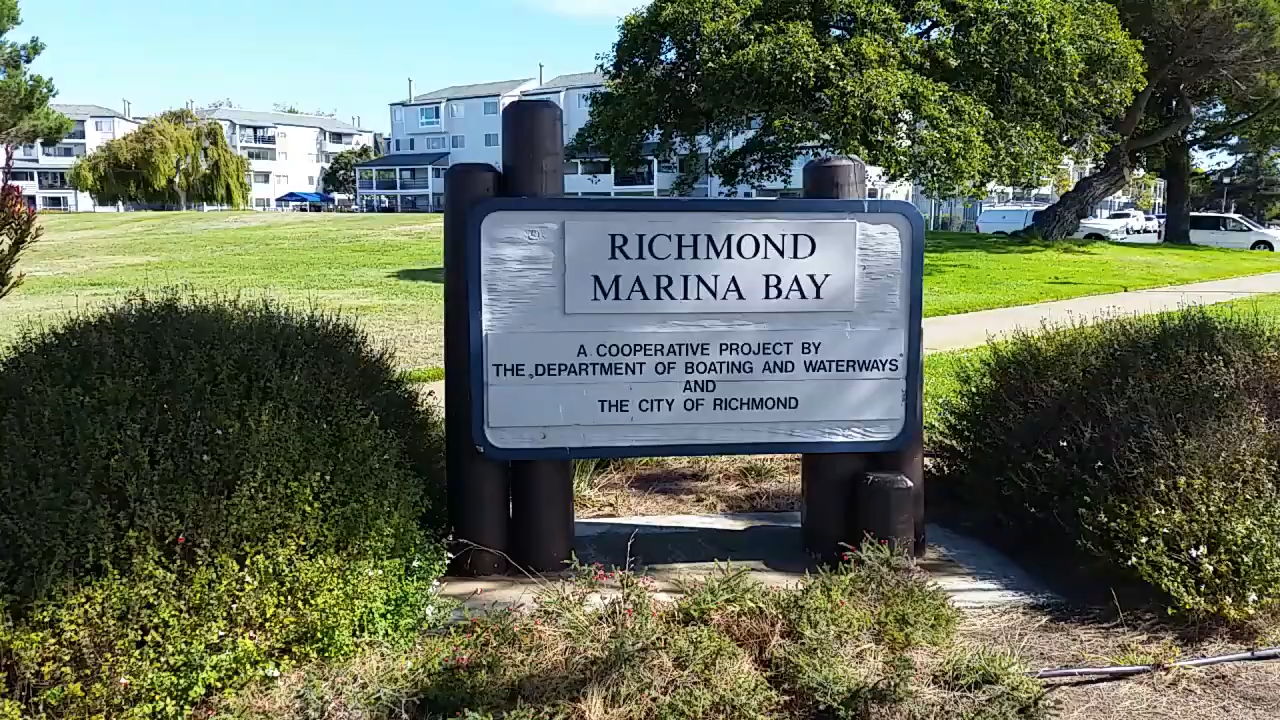 RICHMOND
MARINA BAY
A COOPERATIVE PROJECT BY
THE DEPARTMENT OF BOATING AND WATERWAYS
AND
THE CITY OF RICHMOND